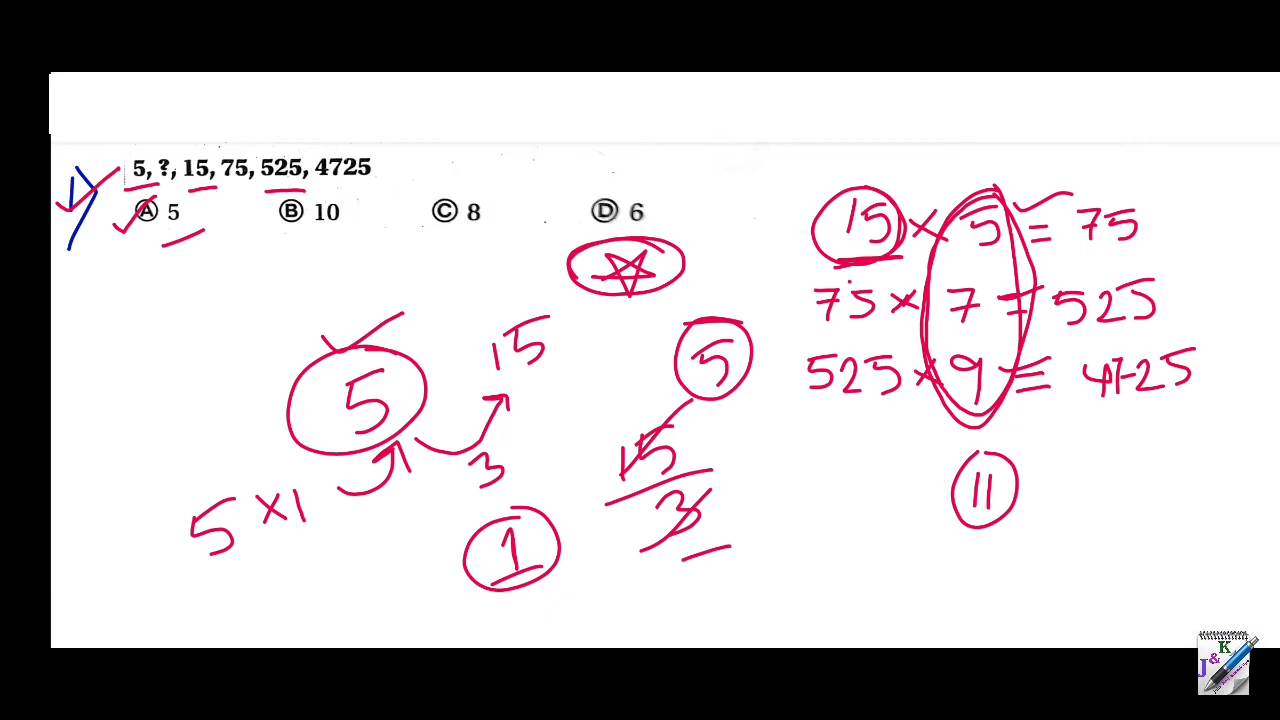 5, ?, 15, 75, 525, 4725
Ⓐ 5 Ⓑ 10 Ⓒ 8 Ⓓ 6
15 × 5 = 75
75 × 7 = 525
525 × 9 = 4725
11
5
15
3
5 × 1
1
5
15
3
J&K